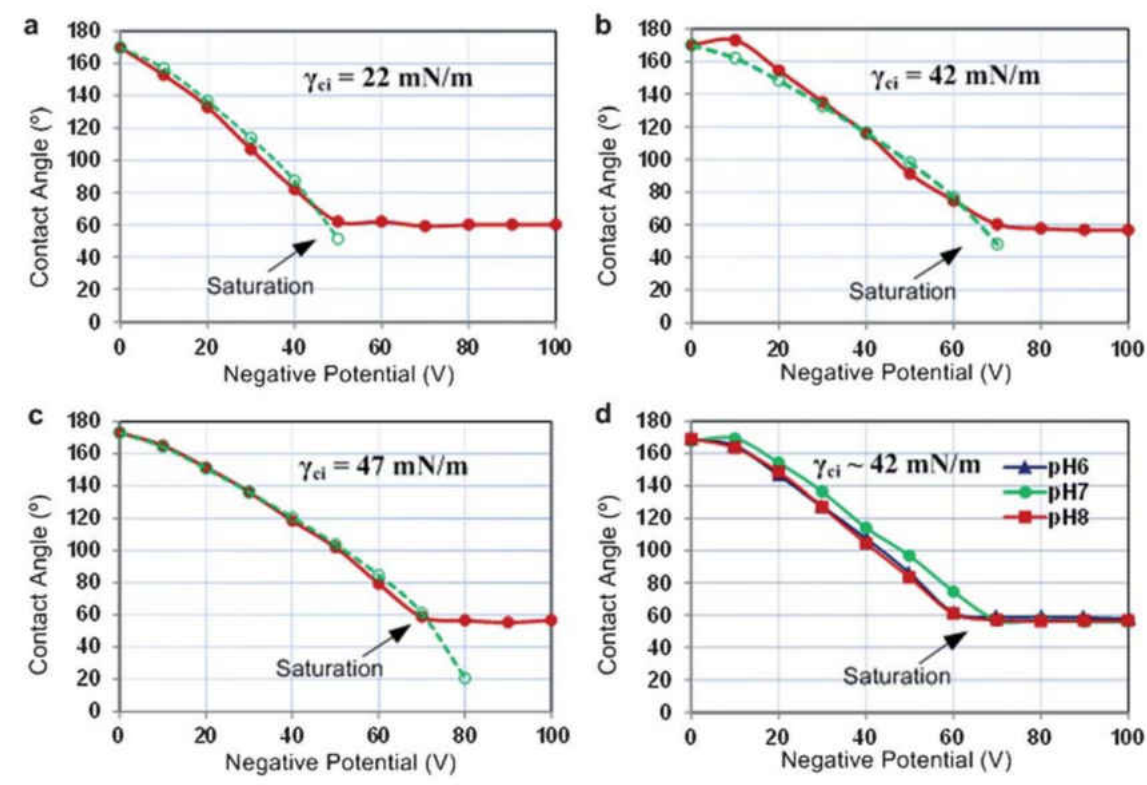 a
180
160
140
120
100
80
60
40
20
0
Contact Angle (º)
γci = 22 mN/m
Saturation
0 20 40 60 80 100
Negative Potential (V)
b
180
160
140
120
100
80
60
40
20
0
Contact Angle (º)
γci = 42 mN/m
Saturation
0 20 40 60 80 100
Negative Potential (V)
c
180
160
140
120
100
80
60
40
20
0
Contact Angle (º)
γci = 47 mN/m
Saturation
0 20 40 60 80 100
Negative Potential (V)
d
180
160
140
120
100
80
60
40
20
0
Contact Angle (º)
γci ~ 42 mN/m
pH6
pH7
pH8
Saturation
0 20 40 60 80 100
Negative Potential (V)